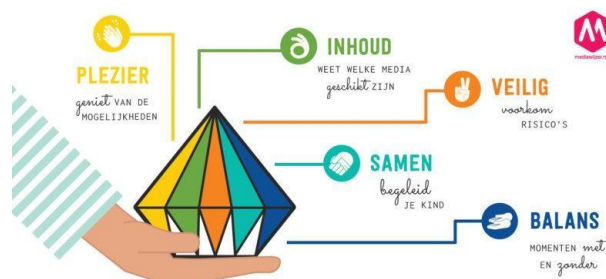 PLEZIER
geniet VAN DE
MOGELIJKHEDEN
INHOUD
WEET WELKE MEDIA
geschikt ZIJN
VEILIG
voorkom
RISICO'S
SAMEN
begeleid
JE KIND
BALANS
MOMENTEN met
EN zonder